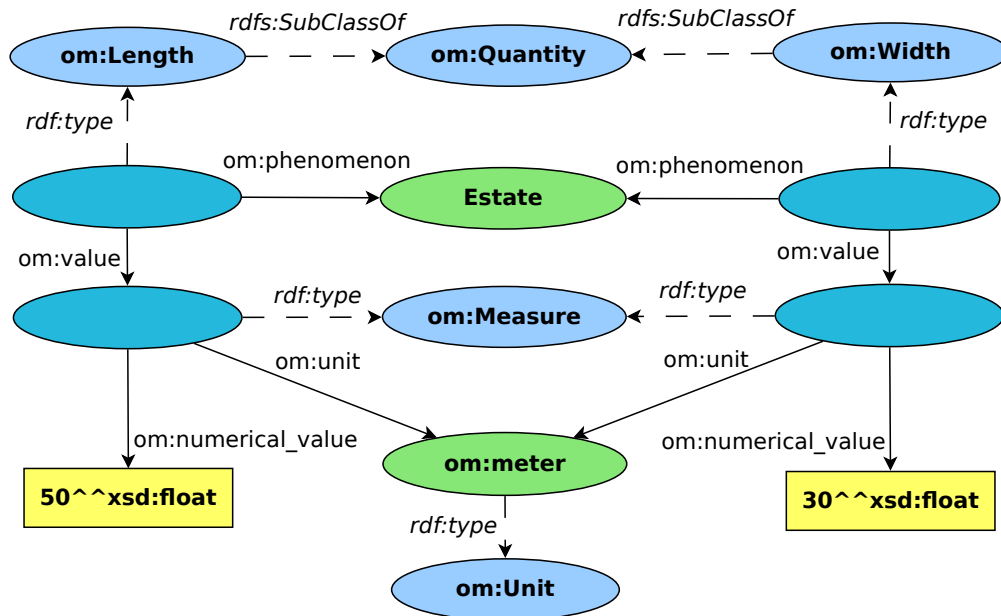 rdfs:SubClassOf
rdfs:SubClassOf
om:Length
om:Quantity
om:Width
rdf:type
rdf:type
om:phenomenon
om:phenomenon
Estate
om:value
om:value
rdf:type
rdf:type
om:Measure
om:unit
om:unit
om:numerical_value
om:numerical_value
om:meter
50^^xsd:float
30^^xsd:float
rdf:type
om:Unit